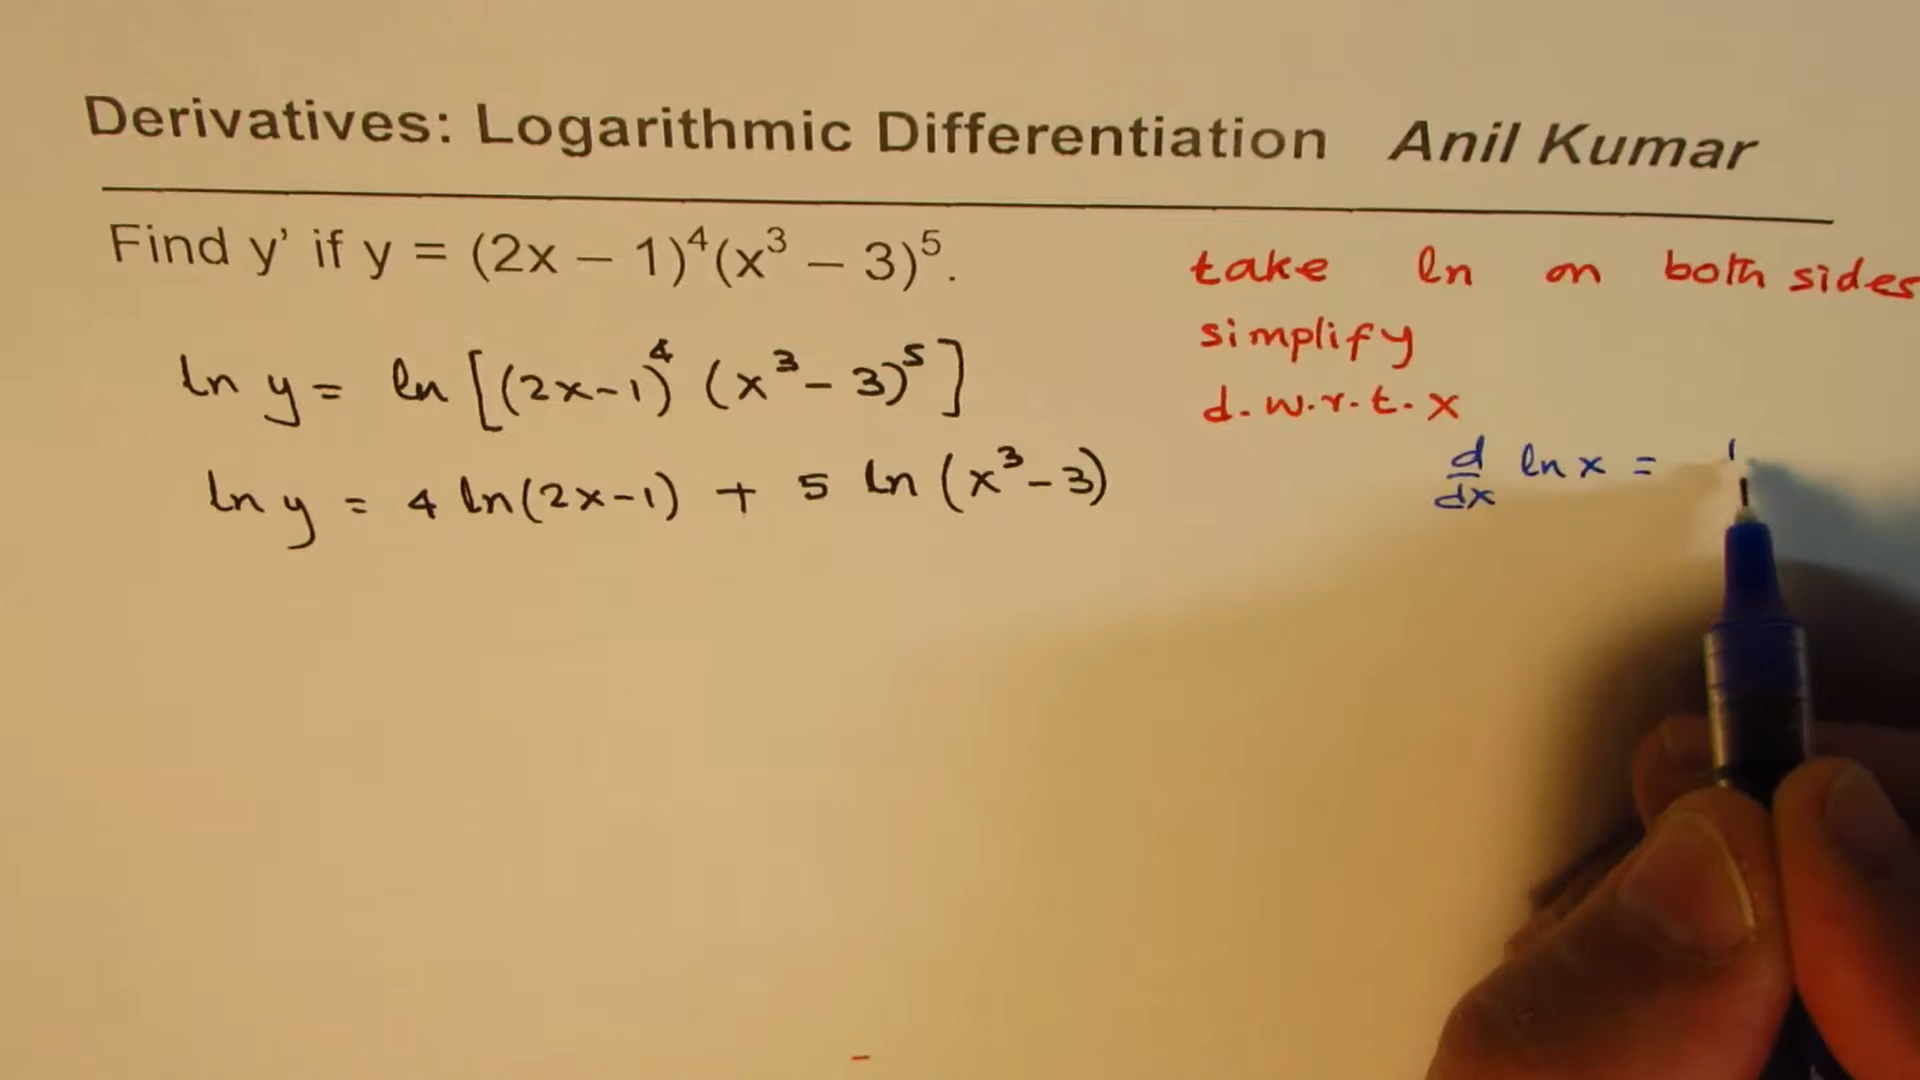 Derivatives: Logarithmic Differentiation Anil Kumar
Find y' if y = (2x – 1)⁴(x³ – 3)⁵.
take ln on both sides
simplify
d.w.r.t. x
ln y = ln [(2x-1)⁴ (x³-3)⁵]
ln y = 4 ln(2x-1) + 5 ln (x³-3)
d/dx ln x = 1